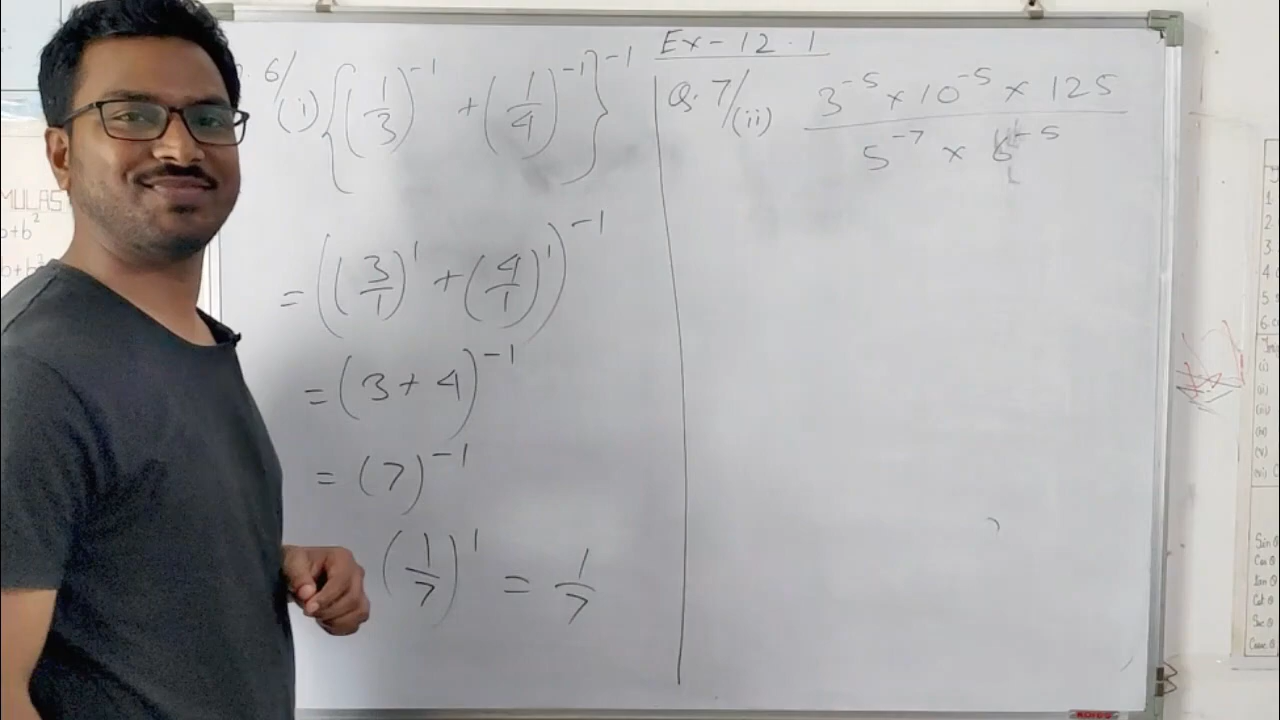 Ex-12.1
6/(i) {(1/3)^-1 + (1/4)^-1}^-1
= ((3/1)^1 + (4/1)^1)^-1
= (3+4)^-1
= (7)^-1
(1/7)^1 = 1/7
Q.7/(ii) 3^-5 × 10^-5 × 125
5^-7 × 6^-5
MULAS